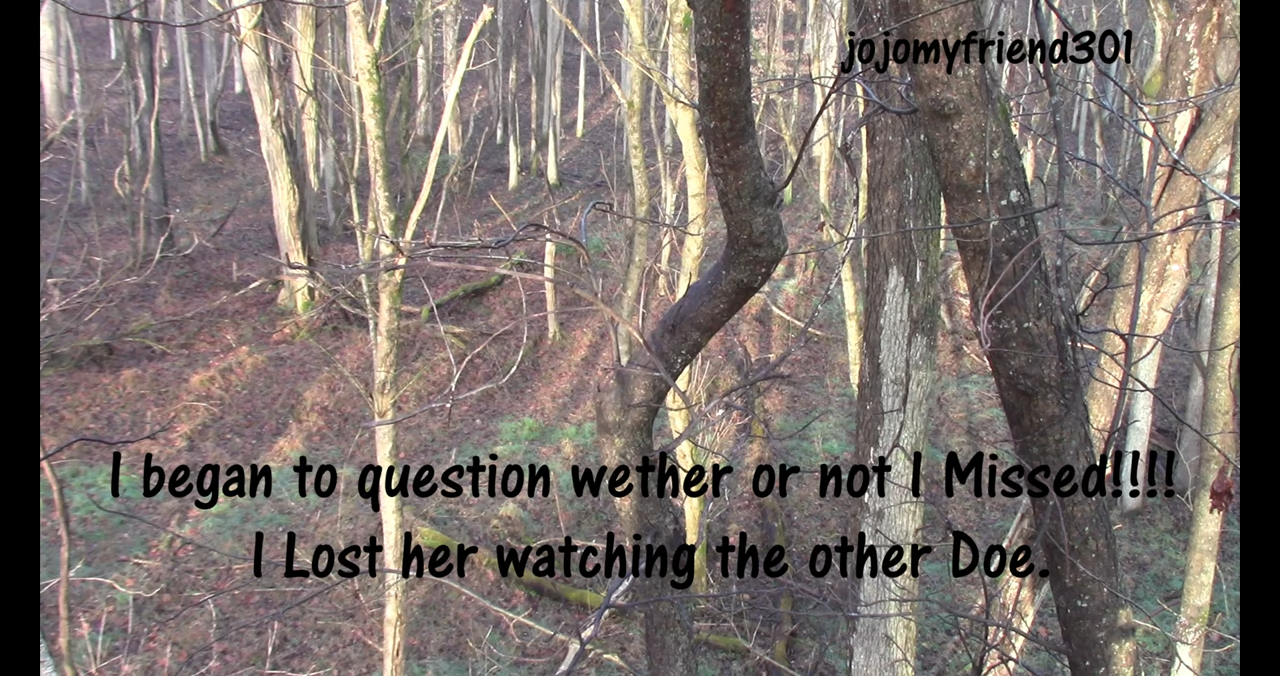 jojomyfriend301
I began to question wether or not I Missed!!!!
I Lost her watching the other Doe.